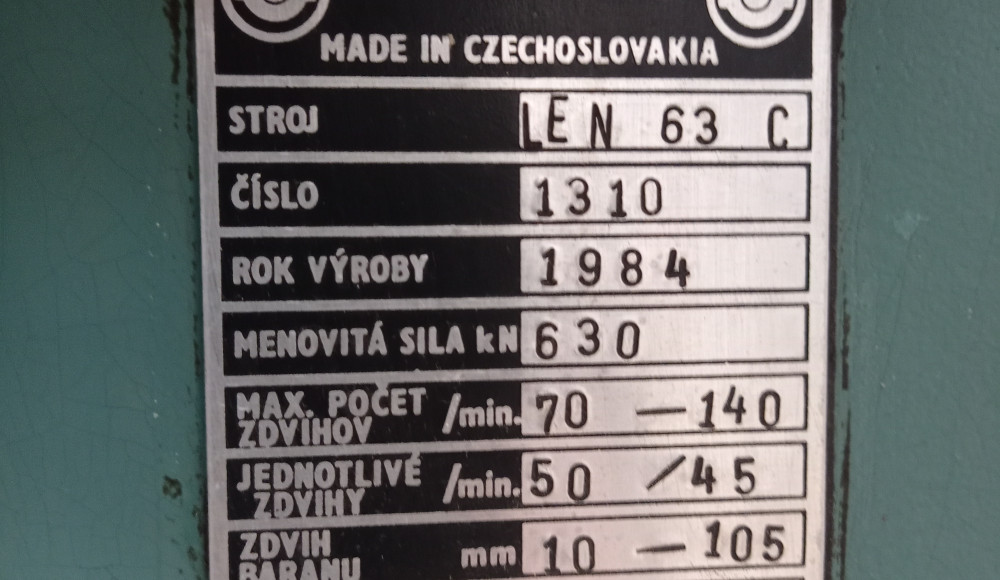 MADE IN CZECHOSLOVAKIA
STROJ LEN 63 C
ČÍSLO 1310
ROK VÝROBY 1984
MENOVITÁ SILA kN 630
MAX. POČET
ZDVIHOV /min. 70 — 140
JEDNOTLIVÉ
ZDVIHY /min. 50 / 45
ZDVIH
BARANU mm 10 — 105